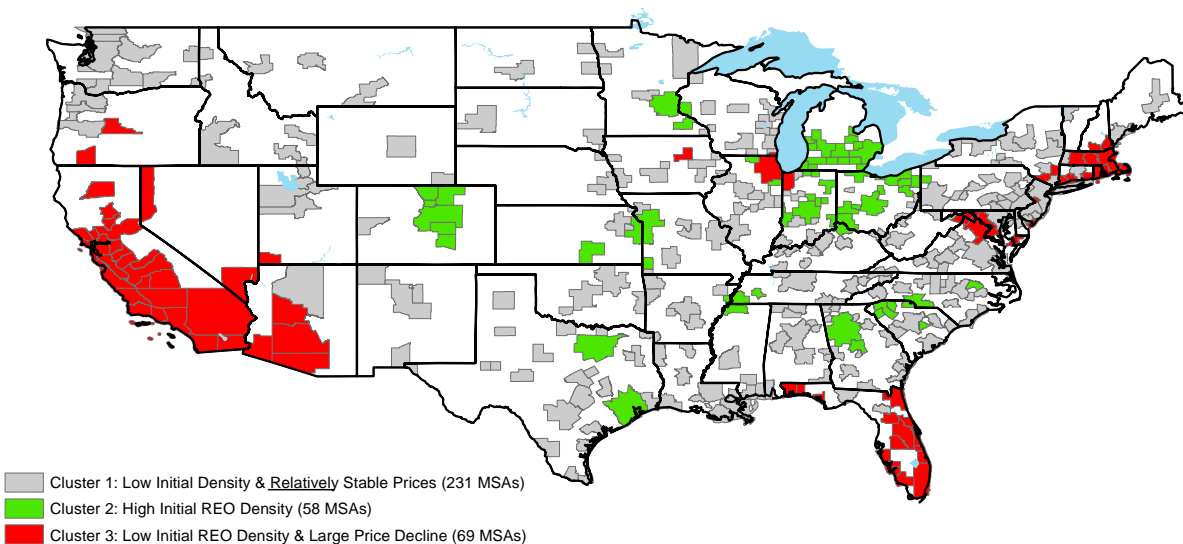 Cluster 1: Low Initial Density & Relatively Stable Prices (231 MSAs)
Cluster 2: High Initial REO Density (58 MSAs)
Cluster 3: Low Initial REO Density & Large Price Decline (69 MSAs)